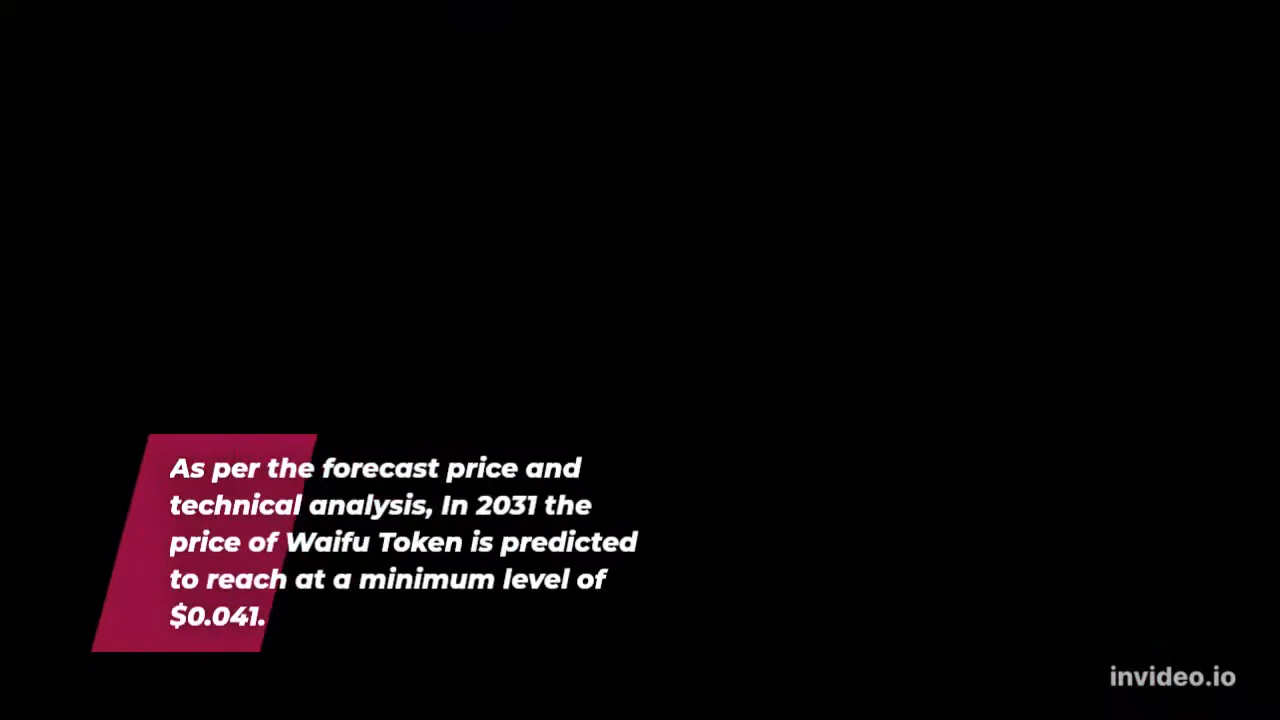 As per the forecast price and
technical analysis, In 2031 the
price of Waifu Token is predicted
to reach at a minimum level of
$0.041.
invideo.io